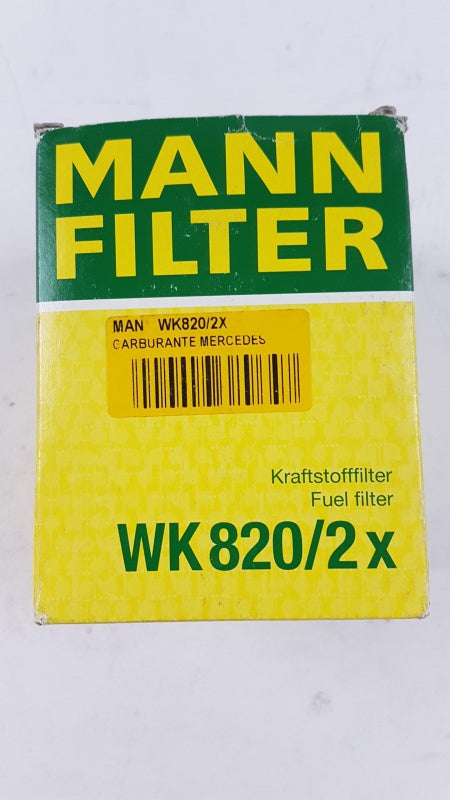 MANN
FILTER
MAN WK820/2X
CARBURANTE MERCEDES
Kraftstofffilter
Fuel filter
WK 820/2 x